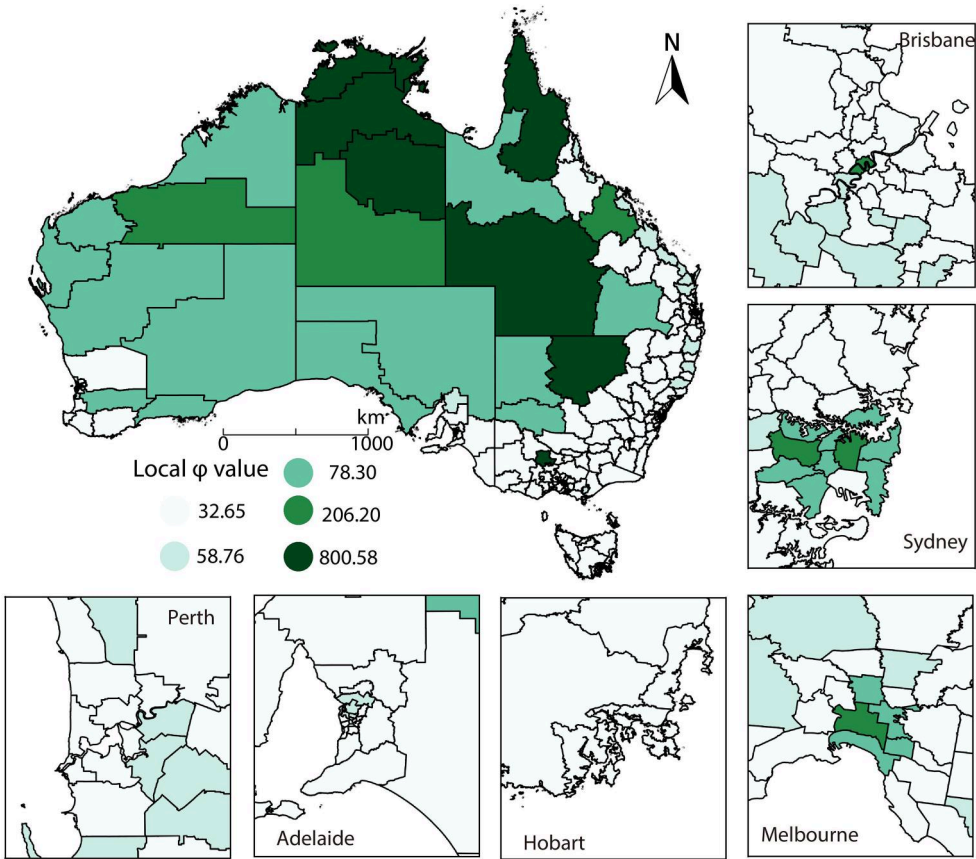 Brisbane
N
km
0 1000
Local φ value
78.30
32.65
206.20
58.76
800.58
Sydney
Perth
Adelaide
Hobart
Melbourne